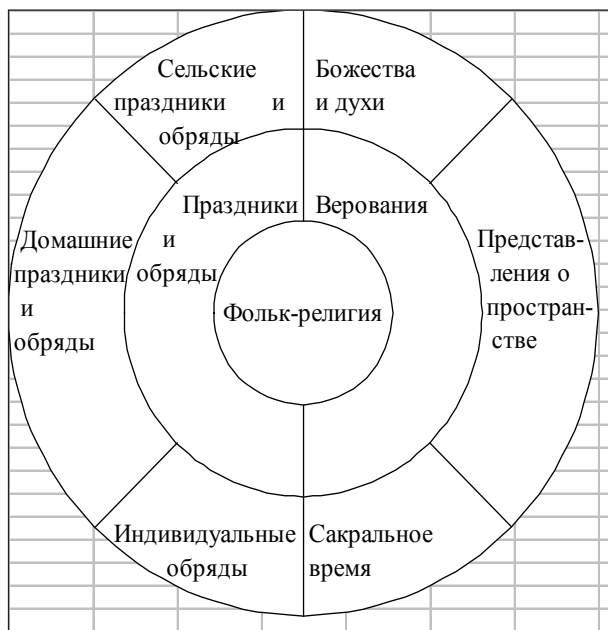 Сельские
праздники и
обряды
Божества
и духи
Праздники
и
обряды
Верования
Домашние
праздники
и
обряды
Представ-
ления о
простран-
стве
Фольк-религия
Индивидуальные
обряды
Сакральное
время